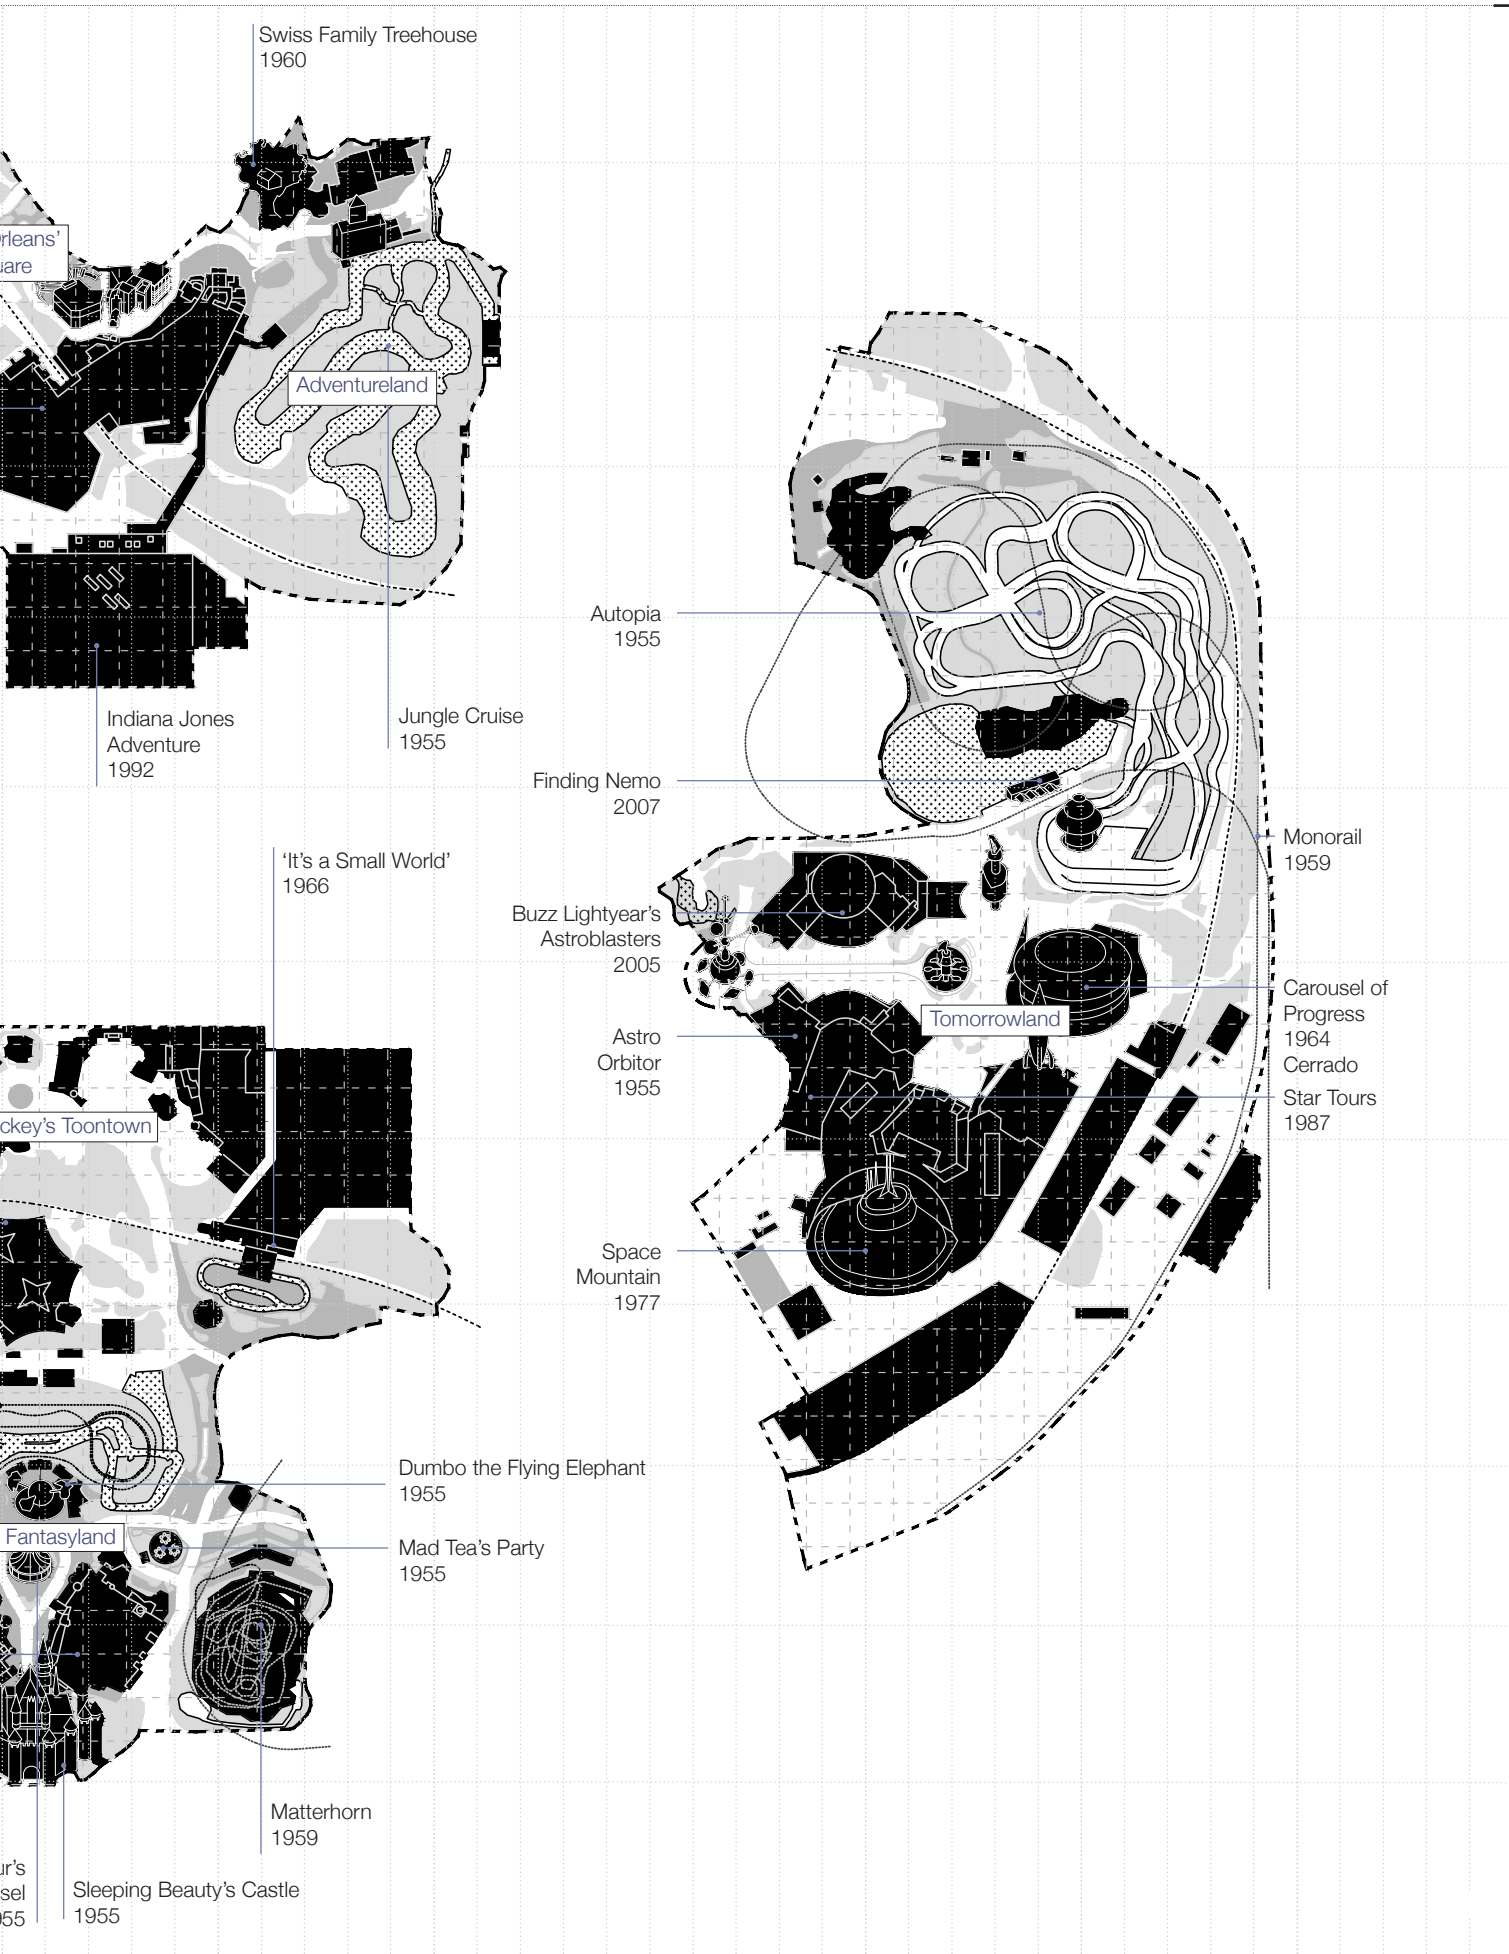 Swiss Family Treehouse
1960
rleans'
uare
Adventureland
Indiana Jones
Adventure
1992
Jungle Cruise
1955
Autopia
1955
Finding Nemo
2007
Monorail
1959
'It's a Small World'
1966
Buzz Lightyear's
Astroblasters
2005
Carousel of
Progress
1964
Cerrado
Tomorrowland
Astro
Orbitor
1955
Star Tours
1987
ckey's Toontown
Space
Mountain
1977
Dumbo the Flying Elephant
1955
Fantasyland
Mad Tea's Party
1955
Matterhorn
1959
ur's
sel
955
Sleeping Beauty's Castle
1955